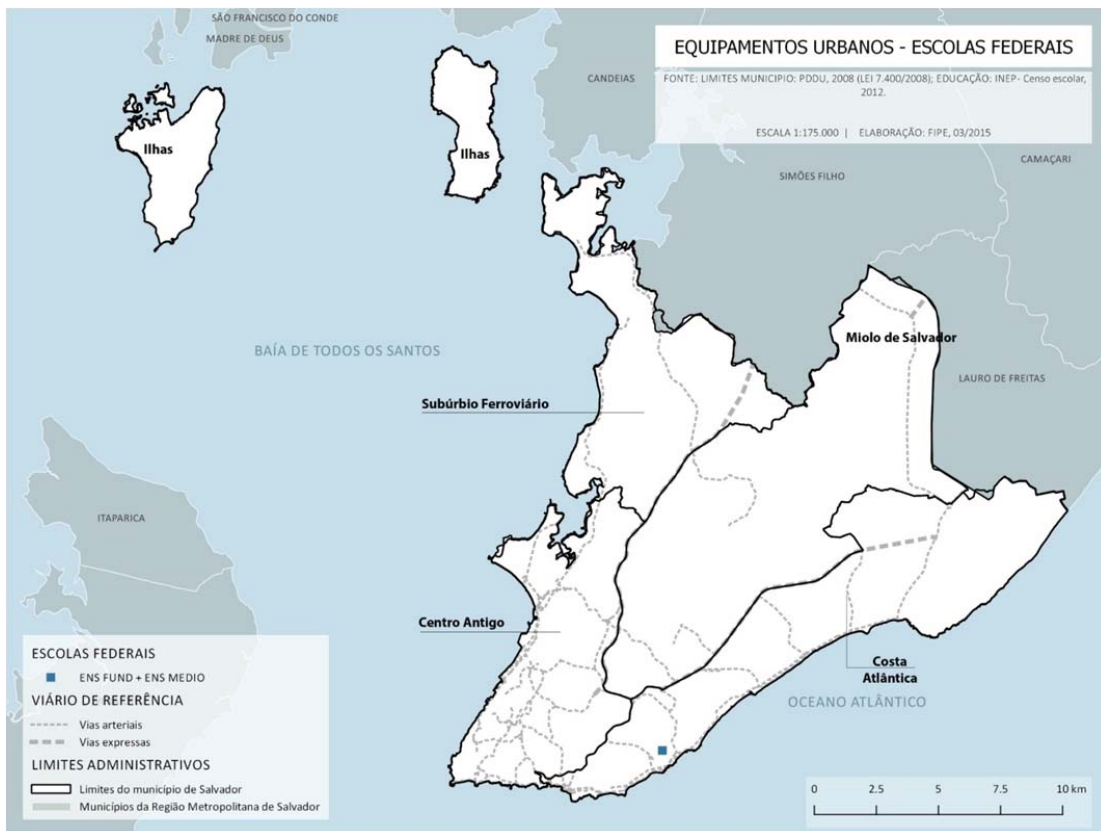 SÃO FRANCISCO DO CONDE
MADRE DE DEUS
EQUIPAMENTOS URBANOS - ESCOLAS FEDERAIS
FONTE: LIMITES MUNICIPIO: PDDU, 2008 (LEI 7.400/2008); EDUCAÇÃO: INEP- Censo escolar,
2012.
ESCALA 1:175.000 | ELABORAÇÃO: FIPE, 03/2015
CANDEIAS
CAMAÇARI
Ilhas
Ilhas
SIMÕES FILHO
Miolo de Salvador
BAÍA DE TODOS OS SANTOS
LAURO DE FREITAS
Subúrbio Ferroviário
ITAPARICA
Centro Antigo
Costa
Atlântica
OCEANO ATLÂNTICO
ESCOLAS FEDERAIS
ENS FUND + ENS MEDIO
VIÁRIO DE REFERÊNCIA
Vias arteriais
Vias expressas
LIMITES ADMINISTRATIVOS
Limites do município de Salvador
Municípios da Região Metropolitana de Salvador
0 2.5 5 7.5 10 km